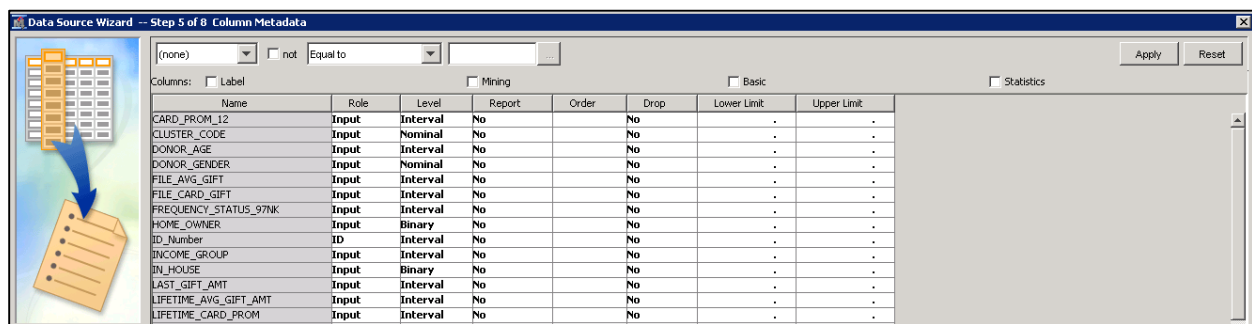 Data Source Wizard -- Step 5 of 8 Column Metadata
(none) not Equal to ... Apply Reset
Columns: Label Mining Basic Statistics
Name Role Level Report Order Drop Lower Limit Upper Limit
CARD_PROM_12 Input Interval No No . .
CLUSTER_CODE Input Nominal No No . .
DONOR_AGE Input Interval No No . .
DONOR_GENDER Input Nominal No No . .
FILE_AVG_GIFT Input Interval No No . .
FILE_CARD_GIFT Input Interval No No . .
FREQUENCY_STATUS_97NK Input Interval No No . .
HOME_OWNER Input Binary No No . .
ID_Number ID Interval No No . .
INCOME_GROUP Input Interval No No . .
IN_HOUSE Input Binary No No . .
LAST_GIFT_AMT Input Interval No No . .
LIFETIME_AVG_GIFT_AMT Input Interval No No . .
LIFETIME_CARD_PROM Input Interval No No . .